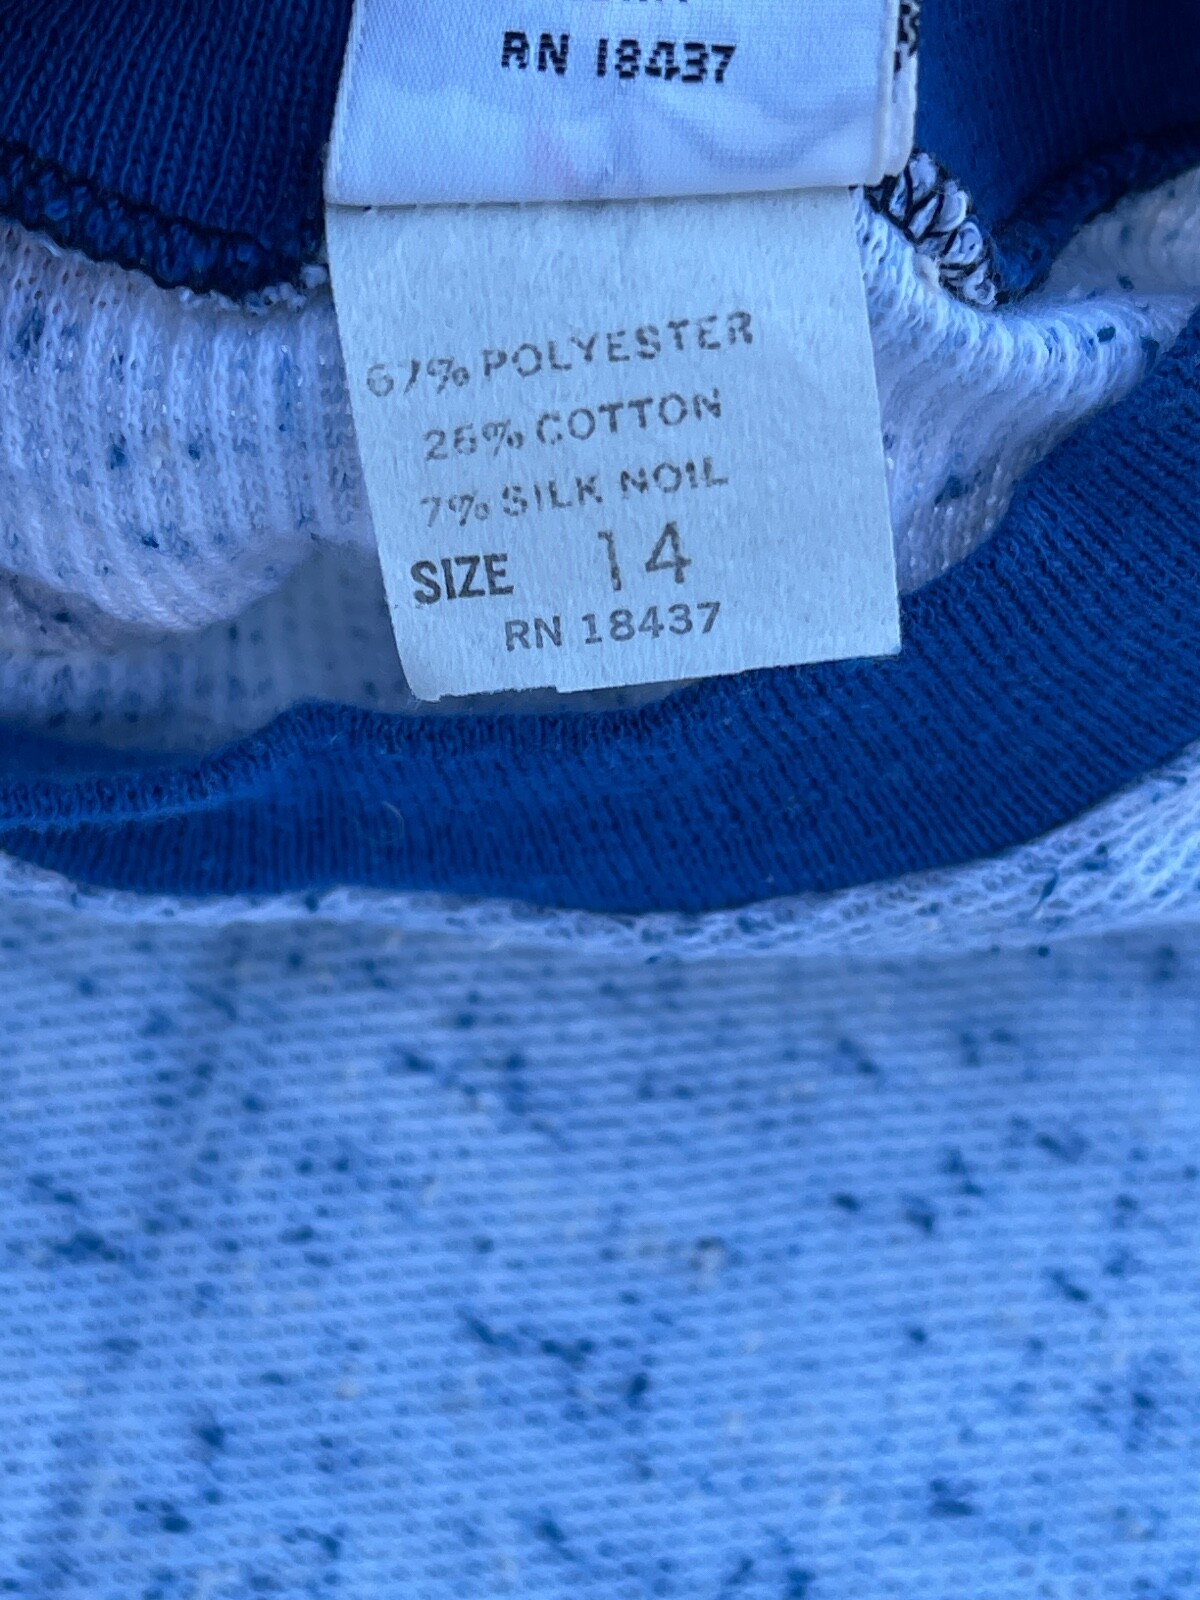 RN 18437
67% POLYESTER
26% COTTON
7% SILK NOIL
SIZE 14
RN 18437